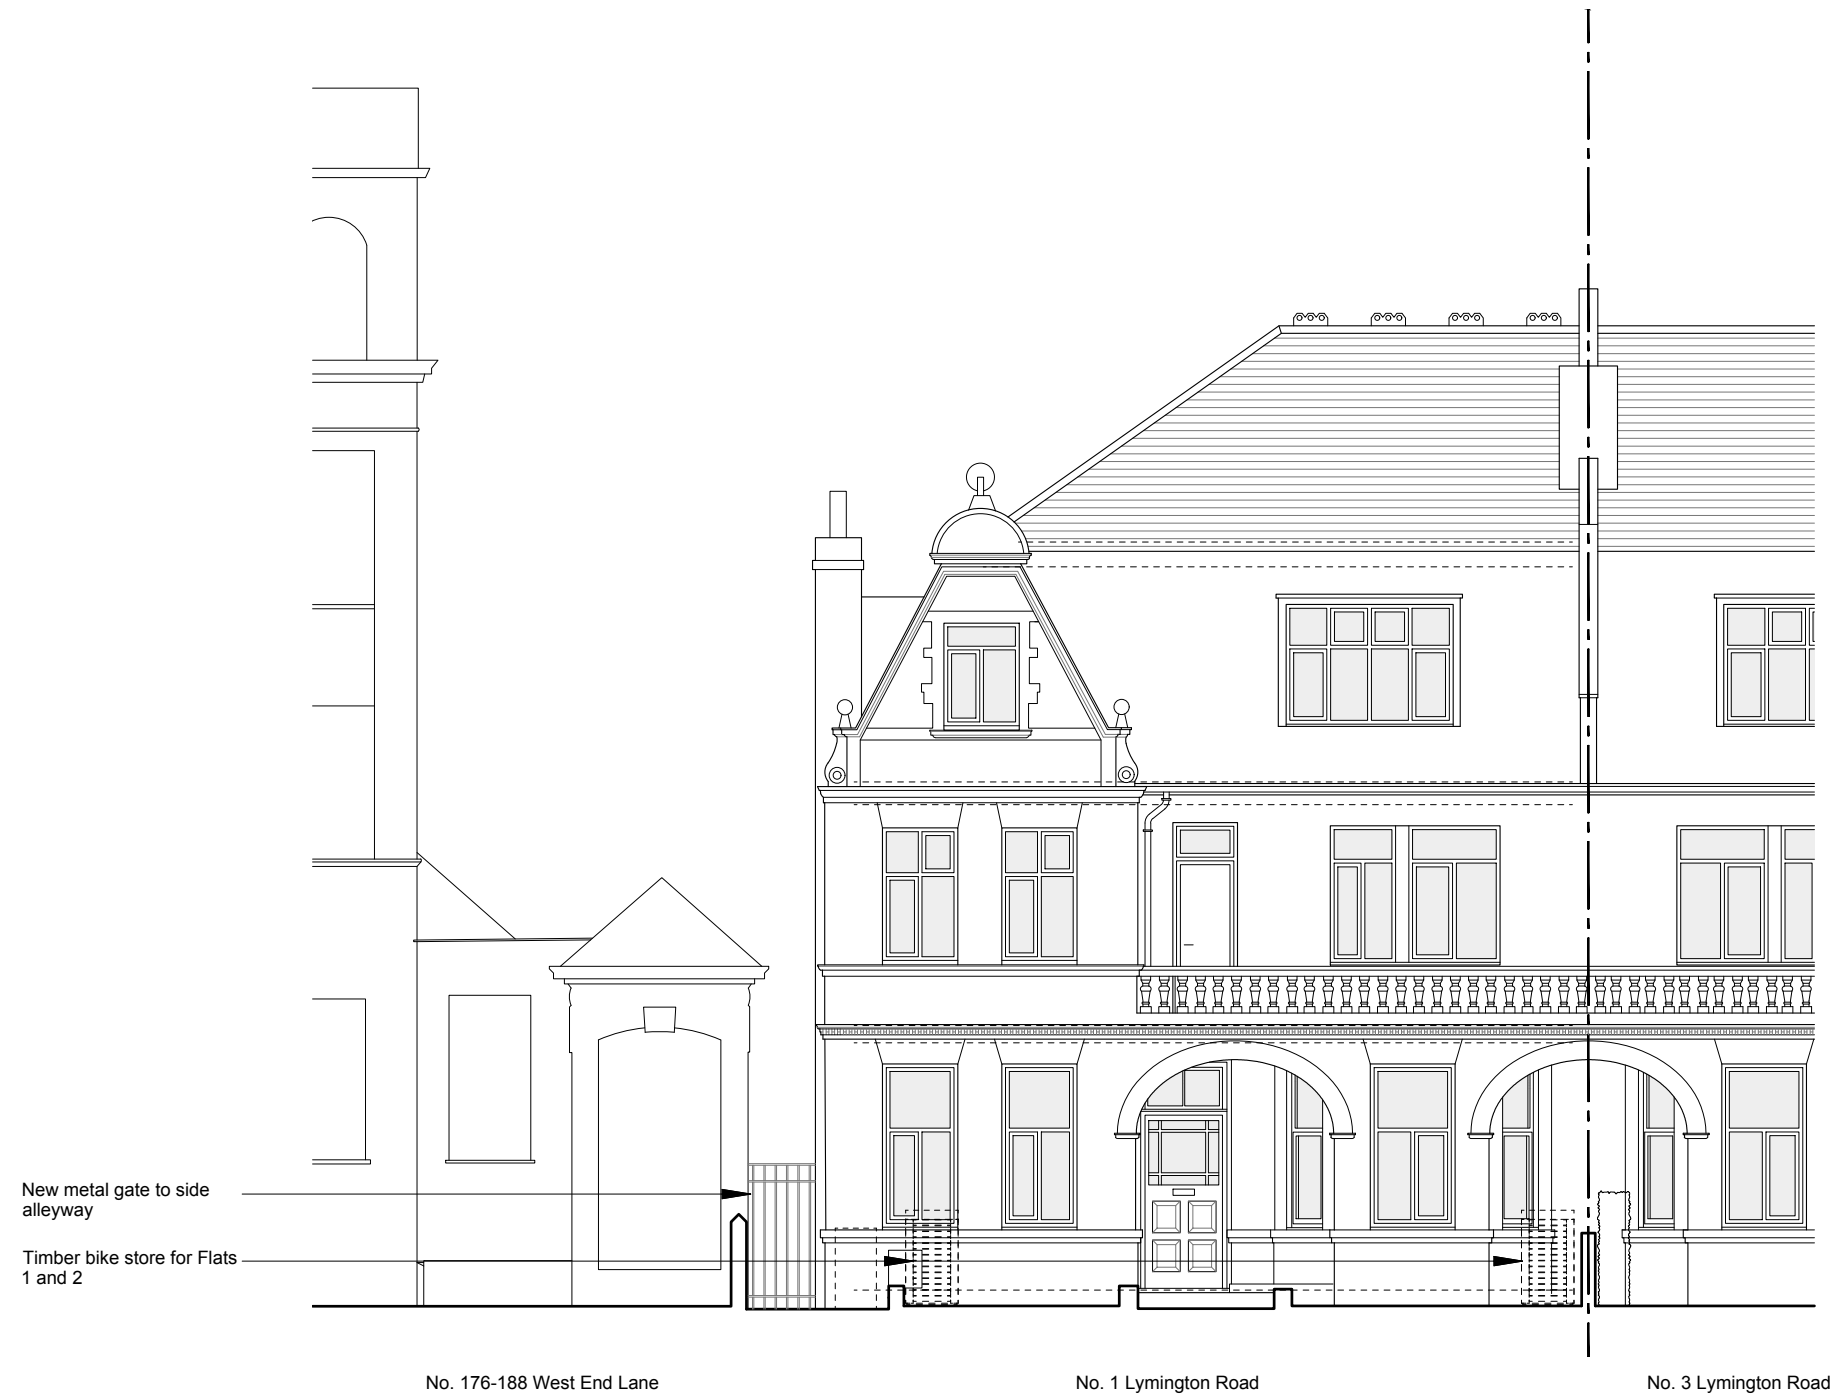 New metal gate to side
alleyway
Timber bike store for Flats
1 and 2
No. 176-188 West End Lane
No. 1 Lymington Road
No. 3 Lymington Road